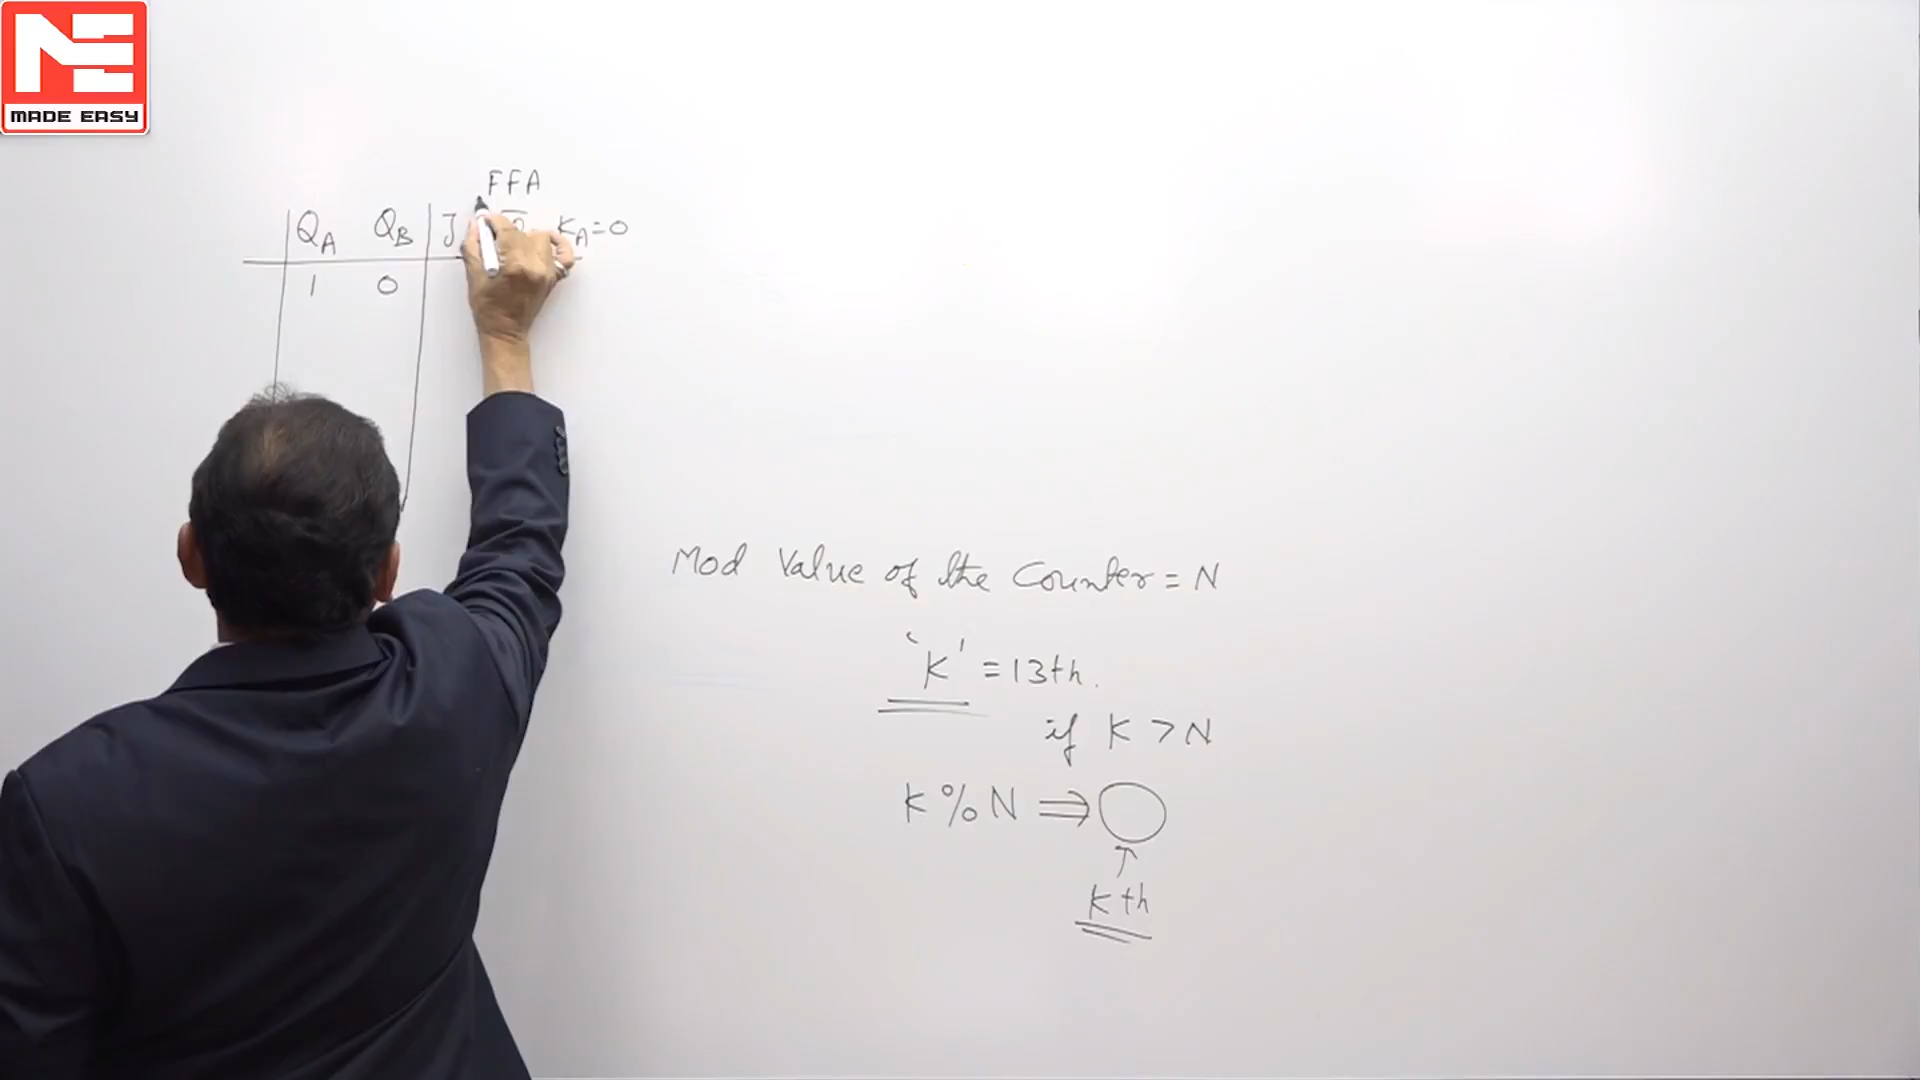 MADE EASY
FFA
QA QB J KA=0
1 0
Mod Value of the Counter = N
'K' = 13th.
if K > N
K % N ⇒
↑
Kth